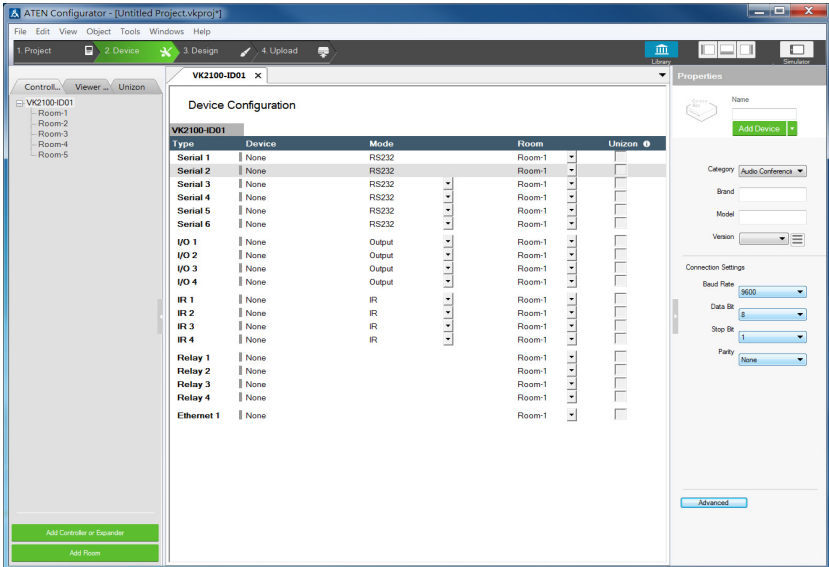 ATEN Configurator - [Untitled Project.vkproj*]
File Edit View Object Tools Windows Help
1. Project 2. Device 3. Design 4. Upload Library Simulator
Controll... Viewer ... Unizon
VK2100-ID01
Room-1
Room-2
Room-3
Room-4
Room-5
Add Controller or Expander
Add Room
VK2100-ID01 ×
Device Configuration
VK2100-ID01
Type Device Mode Room Unizon
Serial 1 None RS232 Room-1
Serial 2 None RS232 Room-1
Serial 3 None RS232 Room-1
Serial 4 None RS232 Room-1
Serial 5 None RS232 Room-1
Serial 6 None RS232 Room-1
I/O 1 None Output Room-1
I/O 2 None Output Room-1
I/O 3 None Output Room-1
I/O 4 None Output Room-1
IR 1 None IR Room-1
IR 2 None IR Room-1
IR 3 None IR Room-1
IR 4 None IR Room-1
Relay 1 None Room-1
Relay 2 None Room-1
Relay 3 None Room-1
Relay 4 None Room-1
Ethernet 1 None Room-1
Properties
Name
Add Device
Category Audio Conference
Brand
Model
Version
Connection Settings
Baud Rate 9600
Data Bit 8
Stop Bit 1
Parity None
Advanced